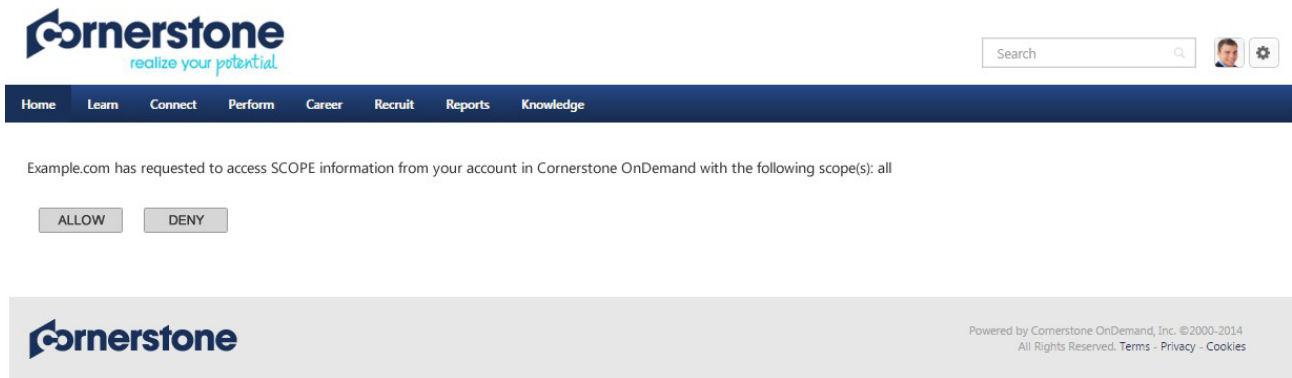 Cornerstone
realize your potential
Search
Home Learn Connect Perform Career Recruit Reports Knowledge
Example.com has requested to access SCOPE information from your account in Cornerstone OnDemand with the following scope(s): all
ALLOW DENY
Cornerstone
Powered by Cornerstone OnDemand, Inc. ©2000-2014
All Rights Reserved. Terms - Privacy - Cookies